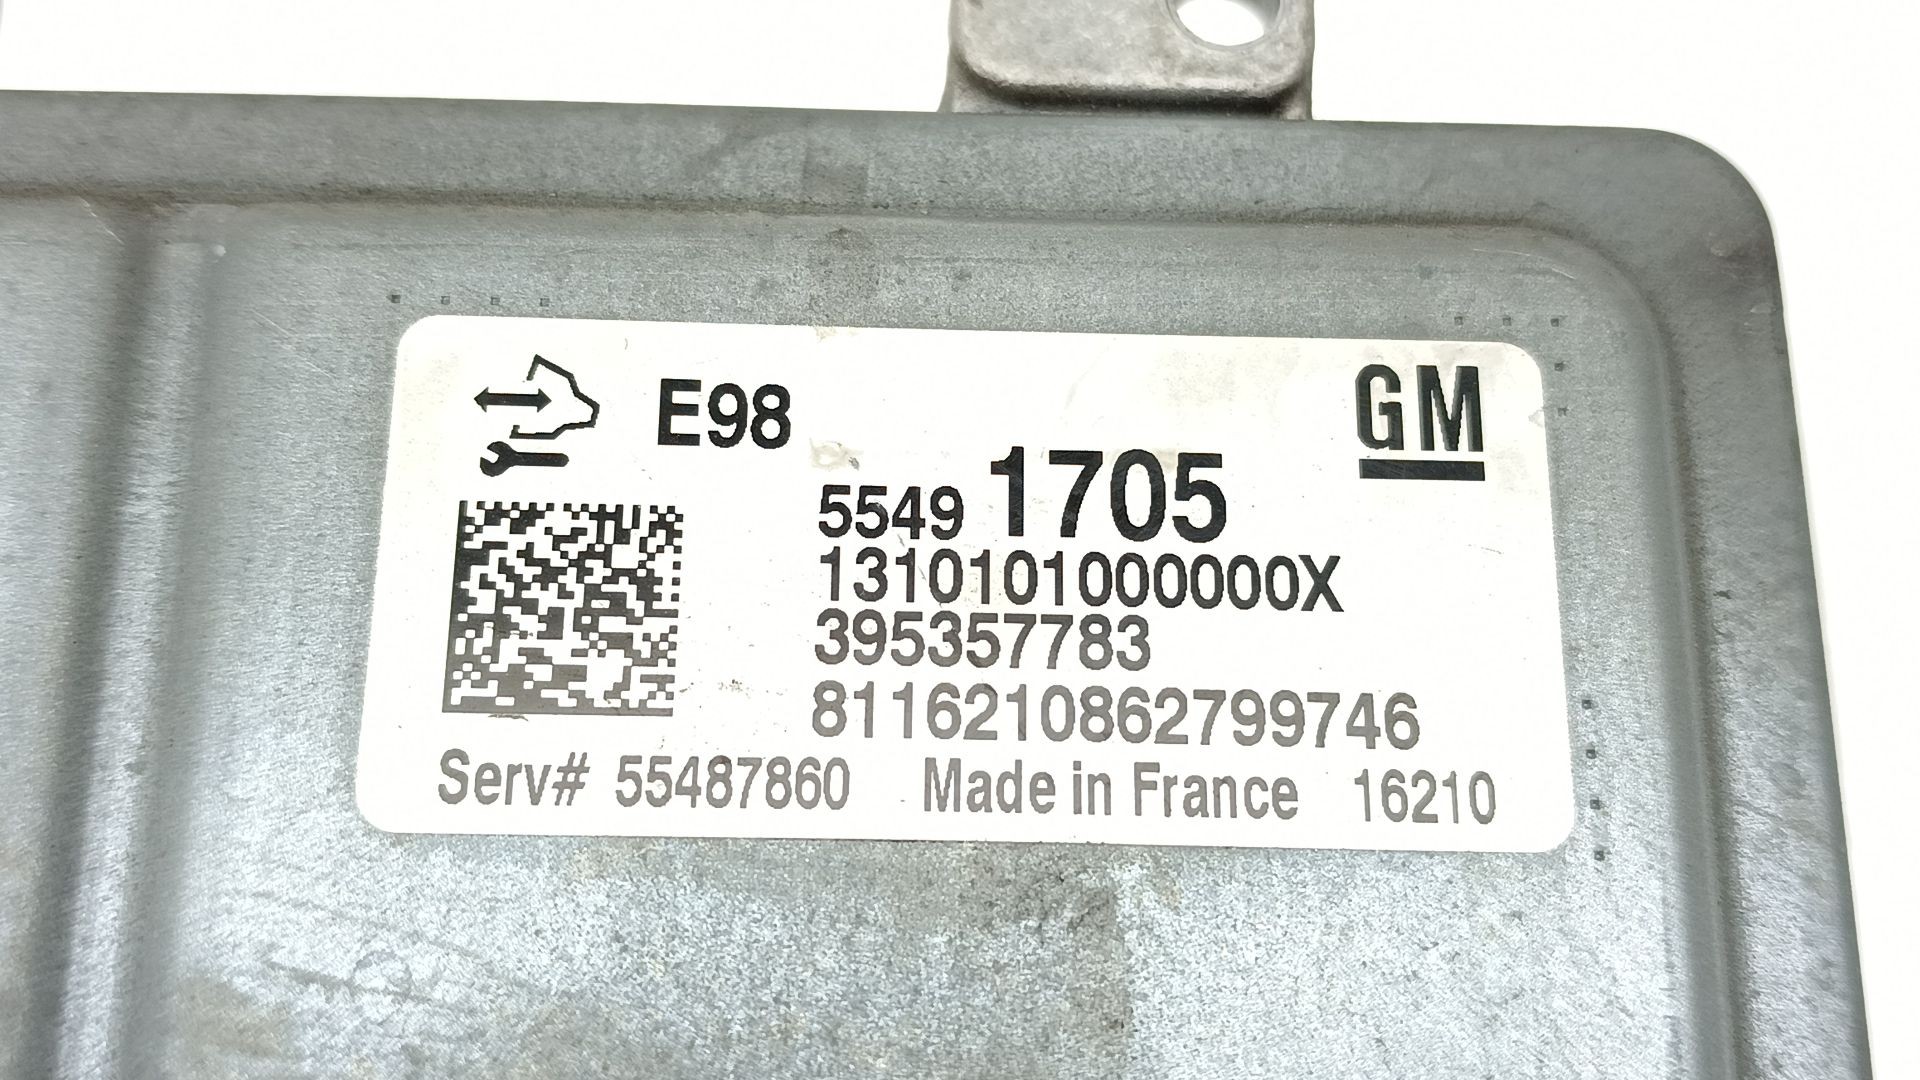 E98 GM
5549 1705
1310101000000X
395357783
8116210862799746
Serv# 55487860 Made in France 16210